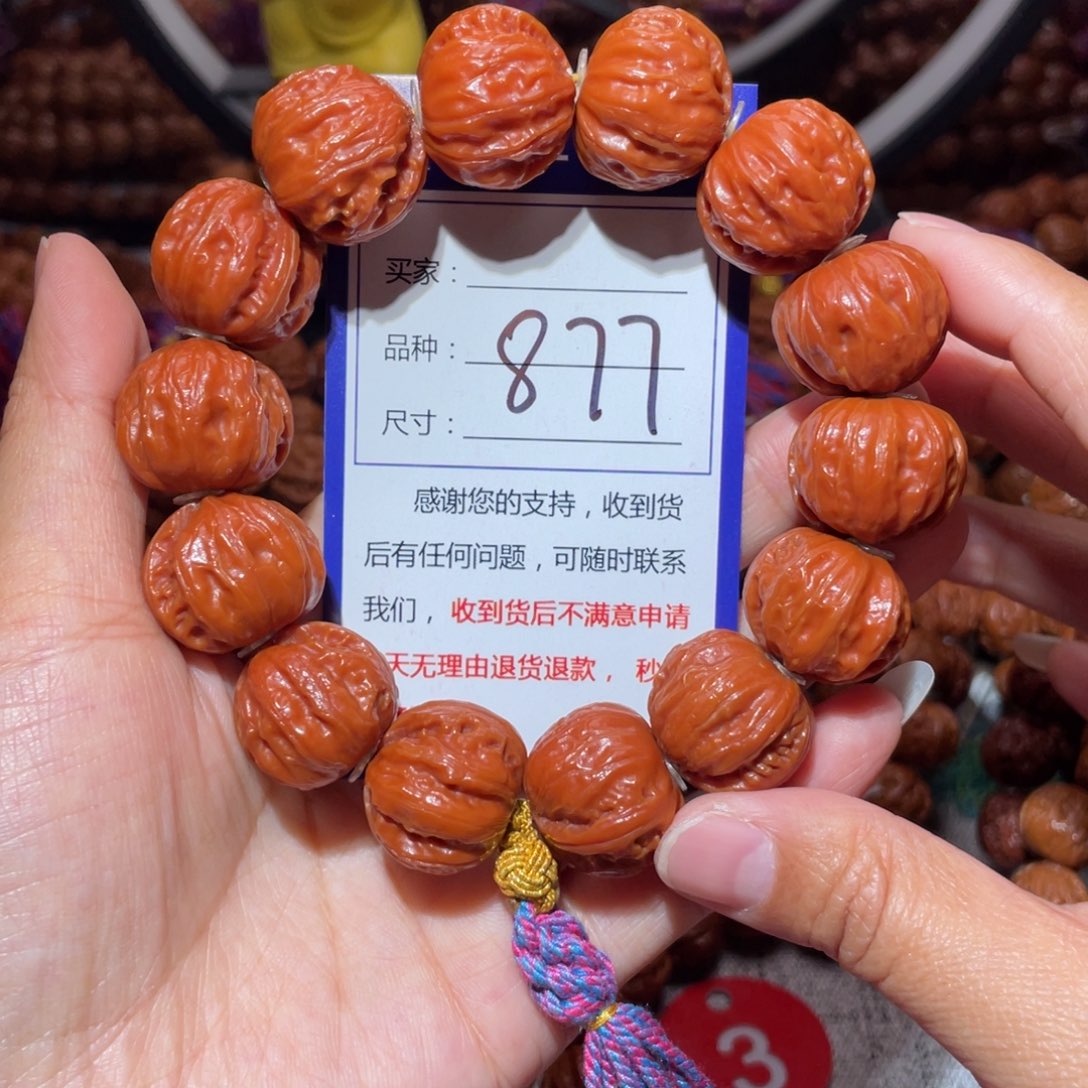 买家：
品种：
877
尺寸：
感谢您的支持，收到货
后有任何问题，可随时联系
我们，收到货后不满意申请
天无理由退货退款，秒
3